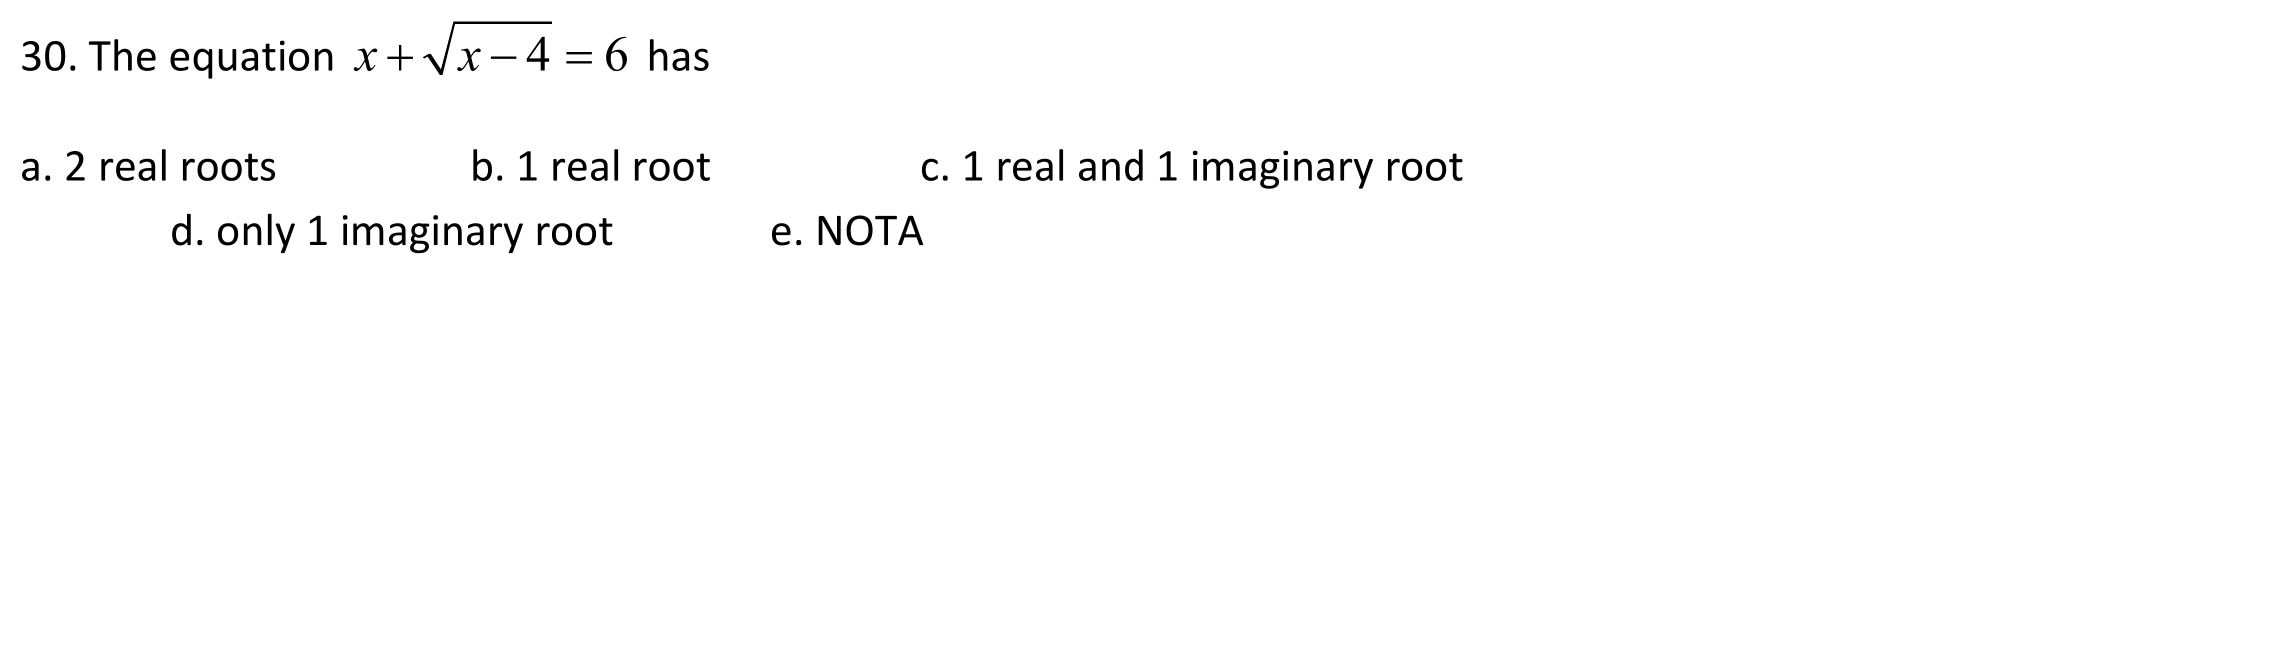 30. The equation x + √(x − 4) = 6 has
a. 2 real roots b. 1 real root c. 1 real and 1 imaginary root
d. only 1 imaginary root e. NOTA